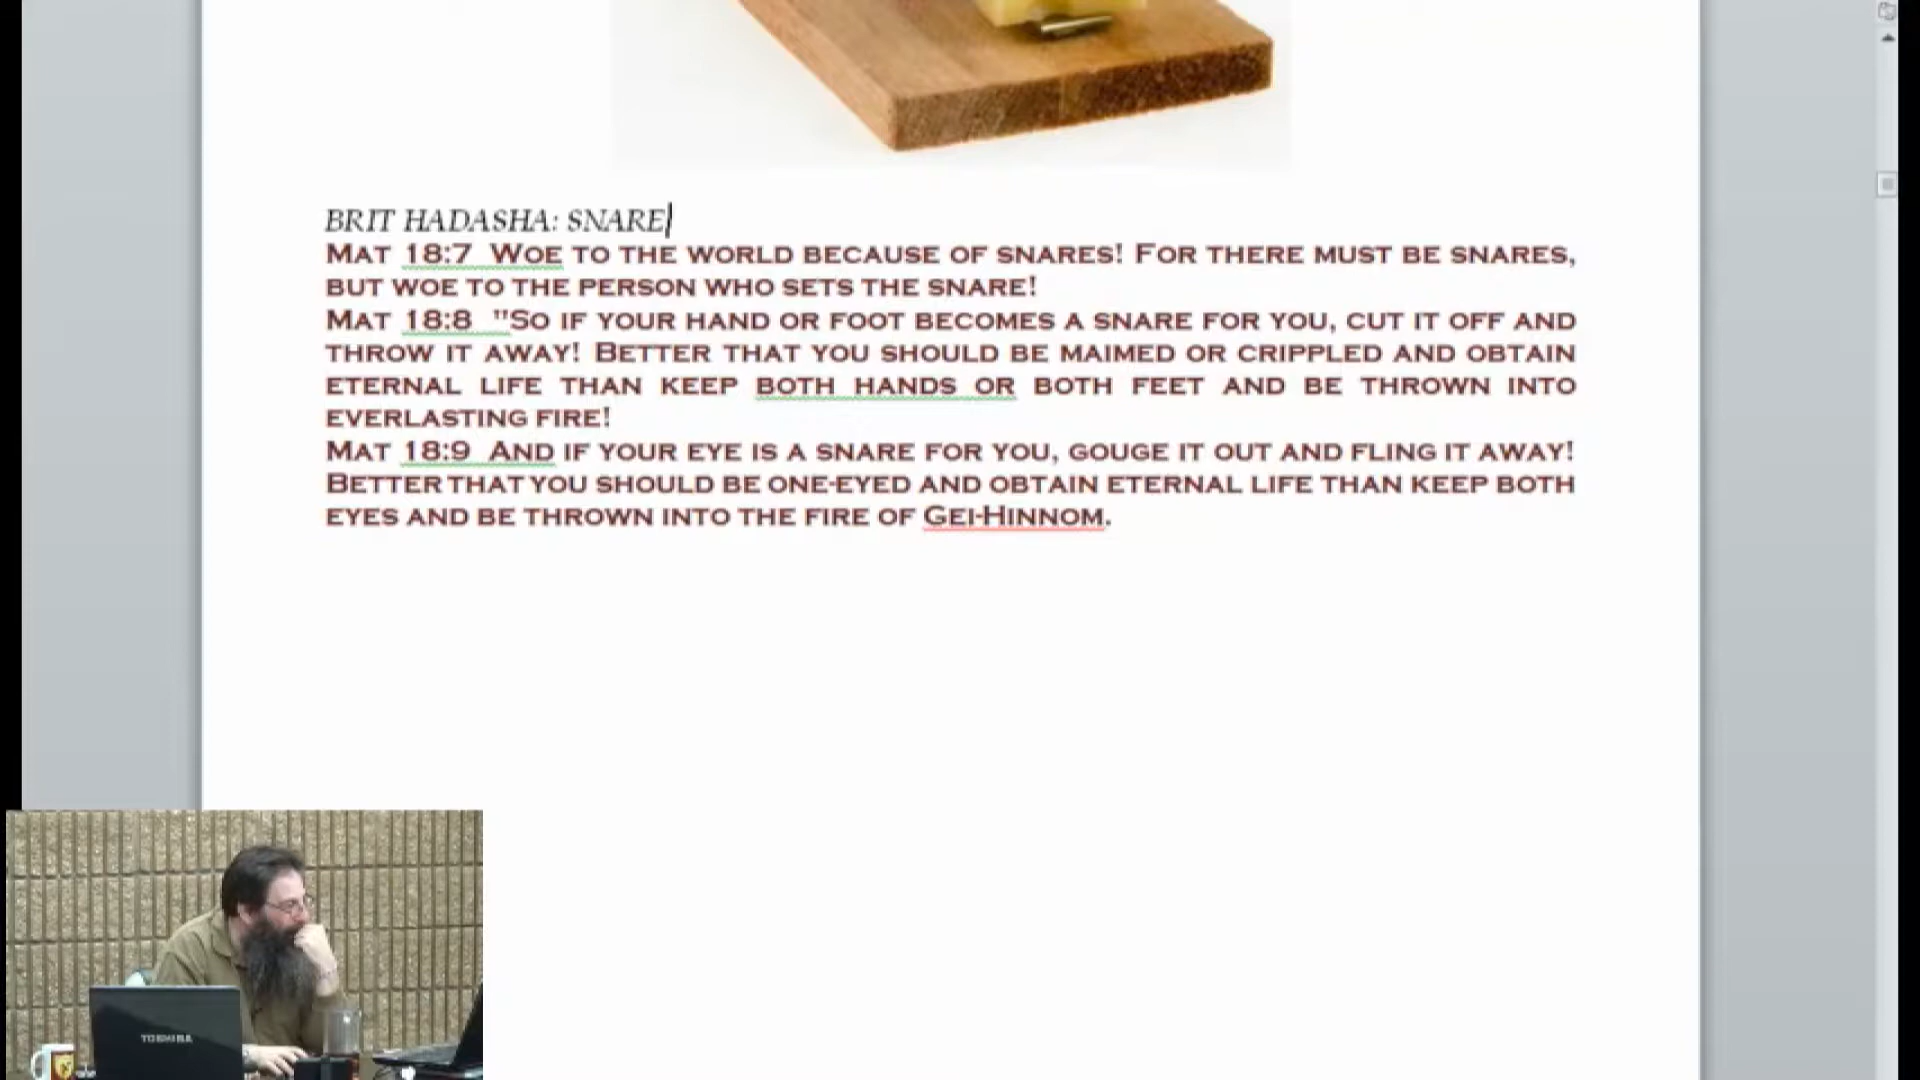 BRIT HADASHA: SNARE
MAT 18:7 WOE TO THE WORLD BECAUSE OF SNARES! FOR THERE MUST BE SNARES,
BUT WOE TO THE PERSON WHO SETS THE SNARE!
MAT 18:8 "SO IF YOUR HAND OR FOOT BECOMES A SNARE FOR YOU, CUT IT OFF AND
THROW IT AWAY! BETTER THAT YOU SHOULD BE MAIMED OR CRIPPLED AND OBTAIN
ETERNAL LIFE THAN KEEP BOTH HANDS OR BOTH FEET AND BE THROWN INTO
EVERLASTING FIRE!
MAT 18:9 AND IF YOUR EYE IS A SNARE FOR YOU, GOUGE IT OUT AND FLING IT AWAY!
BETTER THAT YOU SHOULD BE ONE-EYED AND OBTAIN ETERNAL LIFE THAN KEEP BOTH
EYES AND BE THROWN INTO THE FIRE OF GEI-HINNOM.
TOSHIBA